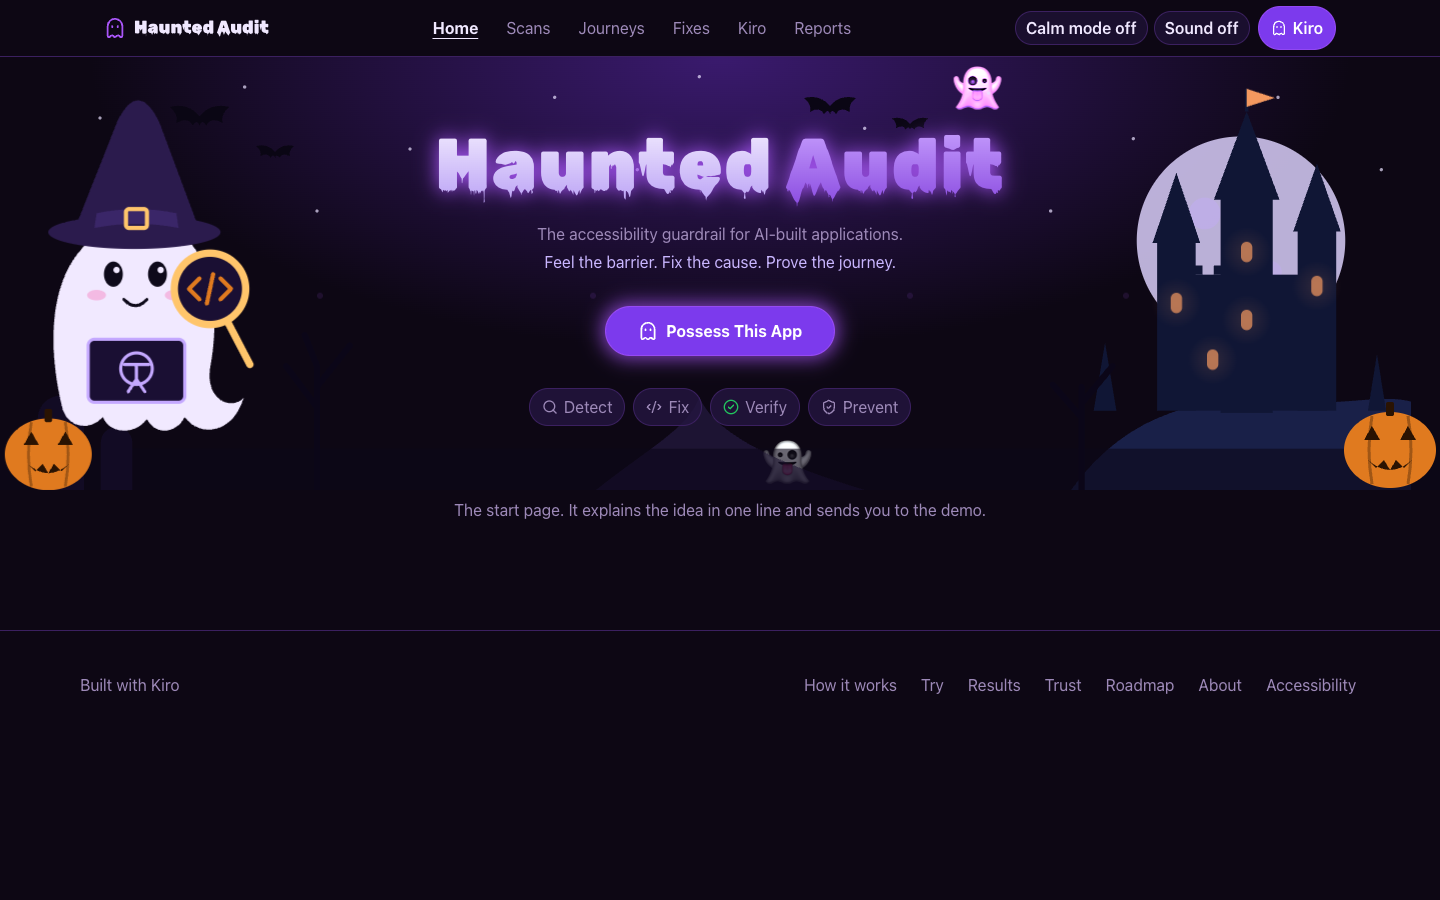 Haunted Audit
Home
Scans
Journeys
Fixes
Kiro
Reports
Calm mode off
Sound off
Kiro
Haunted Audit
The accessibility guardrail for AI-built applications.
Feel the barrier. Fix the cause. Prove the journey.
Possess This App
Detect
Fix
Verify
Prevent
The start page. It explains the idea in one line and sends you to the demo.
Built with Kiro
How it works
Try
Results
Trust
Roadmap
About
Accessibility